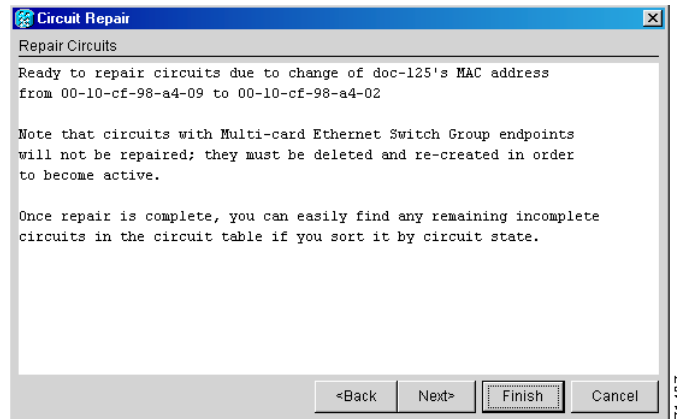 Circuit Repair
Repair Circuits
Ready to repair circuits due to change of doc-125's MAC address
from 00-10-cf-98-a4-09 to 00-10-cf-98-a4-02
Note that circuits with Multi-card Ethernet Switch Group endpoints
will not be repaired; they must be deleted and re-created in order
to become active.
Once repair is complete, you can easily find any remaining incomplete
circuits in the circuit table if you sort it by circuit state.
<Back Next> Finish Cancel